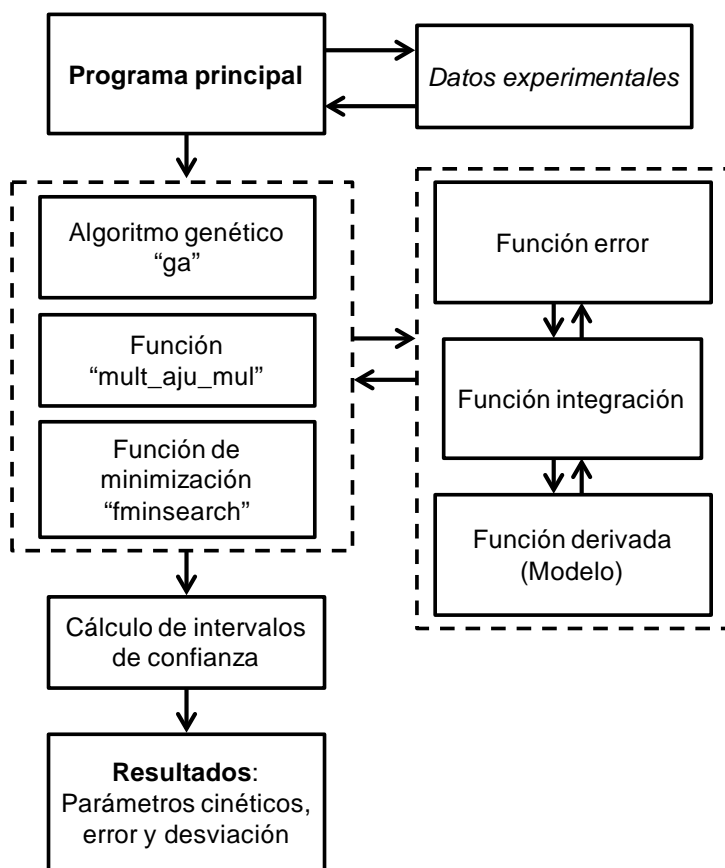 Programa principal
Datos experimentales
Algoritmo genético
“ga”
Función
“mult_aju_mul”
Función de
minimización
“fminsearch”
Función error
Función integración
Función derivada
(Modelo)
Cálculo de intervalos
de confianza
Resultados:
Parámetros cinéticos,
error y desviación